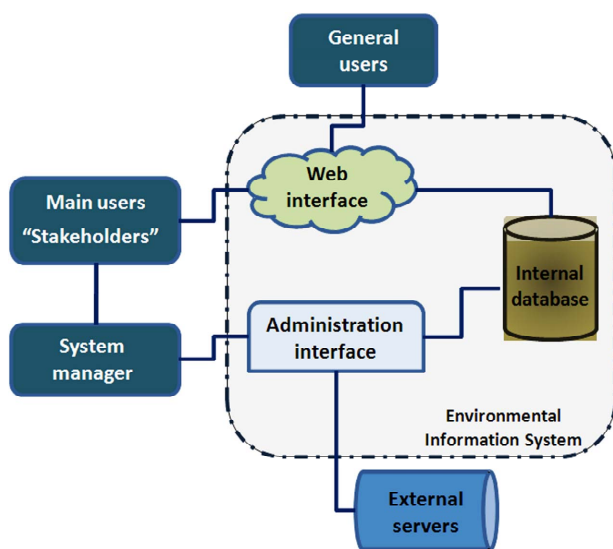 General
users
Web
interface
Main users
“Stakeholders”
Internal
database
Administration
interface
System
manager
Environmental
Information System
External
servers